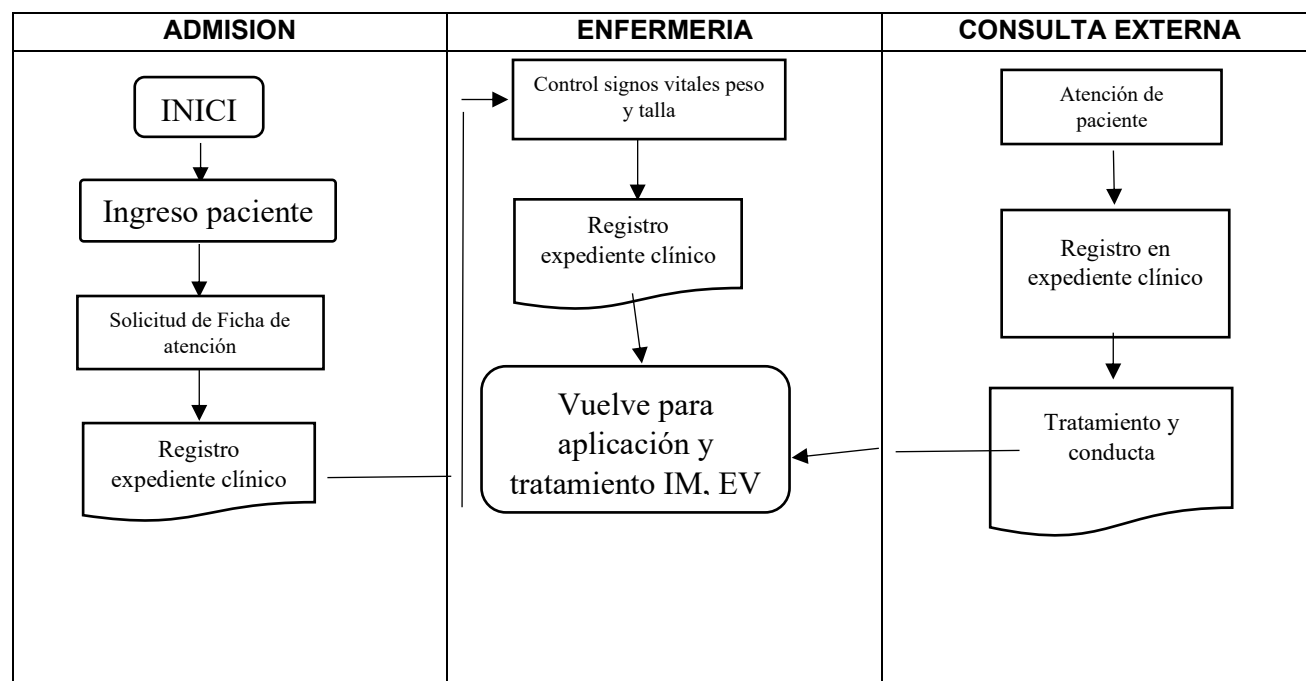 ADMISION
ENFERMERIA
CONSULTA EXTERNA
INICI
Ingreso paciente
Solicitud de Ficha de
atención
Registro
expediente clínico
Control signos vitales peso
y talla
Registro
expediente clínico
Vuelve para
aplicación y
tratamiento IM, EV
Atención de
paciente
Registro en
expediente clínico
Tratamiento y
conducta